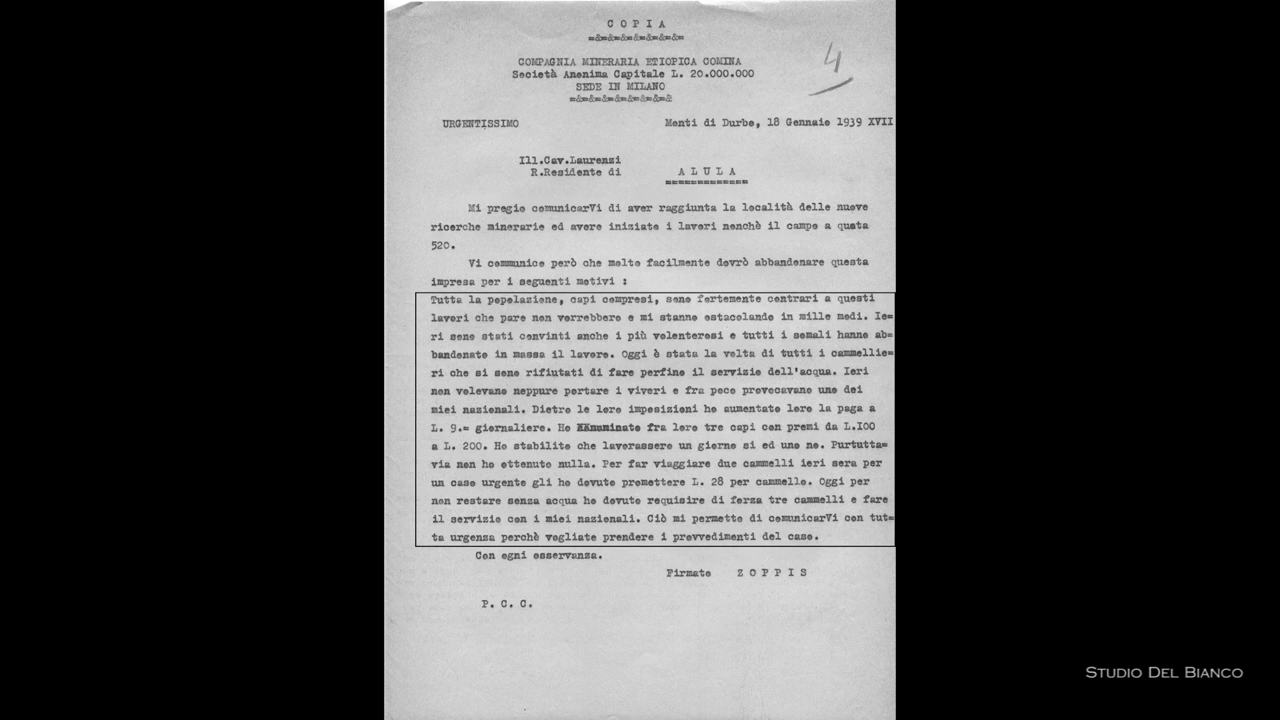 C O P I A
=&=&=&=&=&=&=&=&=
COMPAGNIA MINERARIA ETIOPICA COMINA
Società Anonima Capitale L. 20.000.000
SEDE IN MILANO
=&=&=&=&=&=&=&=&=&
4
URGENTISSIMO Menti di Durbo, 18 Gennaio 1939 XVII
Ill.Cav.Laurenzi
R.Residente di A L U L A
==============
Mi pregio comunicarVi di aver raggiunta la località delle nuove
ricerche minerarie ed avere iniziate i lavori nonchè il campo a quota
520.
Vi communico però che molto facilmente dovrò abbandonare questa
impresa per i seguenti motivi :
Tutta la popolazione, capi compresi, sono fortemente contrari a questi
lavori che pare non vorrebbero e mi stanno ostacolando in mille modi. Ie=
ri sono stati convinti anche i più volenterosi e tutti i somali hanno ab=
bandonato in massa il lavoro. Oggi è stata la volta di tutti i cammellie=
ri che si sono rifiutati di fare perfino il servizio dell'acqua. Ieri
non volevano neppure portare i viveri e fra poco provocavano uno dei
miei nazionali. Dietro le loro imposizioni ho aumentato loro la paga a
L. 9.= giornaliere. Ho nominato fra loro tre capi con premi da L.I00
a L. 200. Ho stabilito che lavorassero un giorno si ed uno no. Purtutta=
via non ho ottenuto nulla. Per far viaggiare due cammelli ieri sera per
un caso urgente gli ho dovuto promettere L. 28 per cammello. Oggi per
non restare senza acqua ho dovuto requisire di forza tre cammelli e fare
il servizio con i miei nazionali. Ciò mi permetto di comunicarVi con tut=
ta urgenza perchè vogliate prendere i provvedimenti del caso.
Con ogni osservanza.
Firmato Z O P P I S
P. C. C.
STUDIO DEL BIANCO